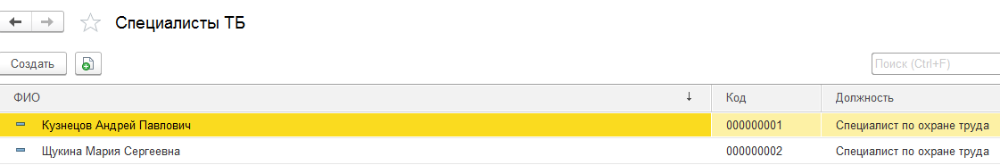 Специалисты ТБ
Создать Поиск (Ctrl+F)
ФИО ↓ Код Должность
Кузнецов Андрей Павлович 000000001 Специалист по охране труда
Щукина Мария Сергеевна 000000002 Специалист по охране труда